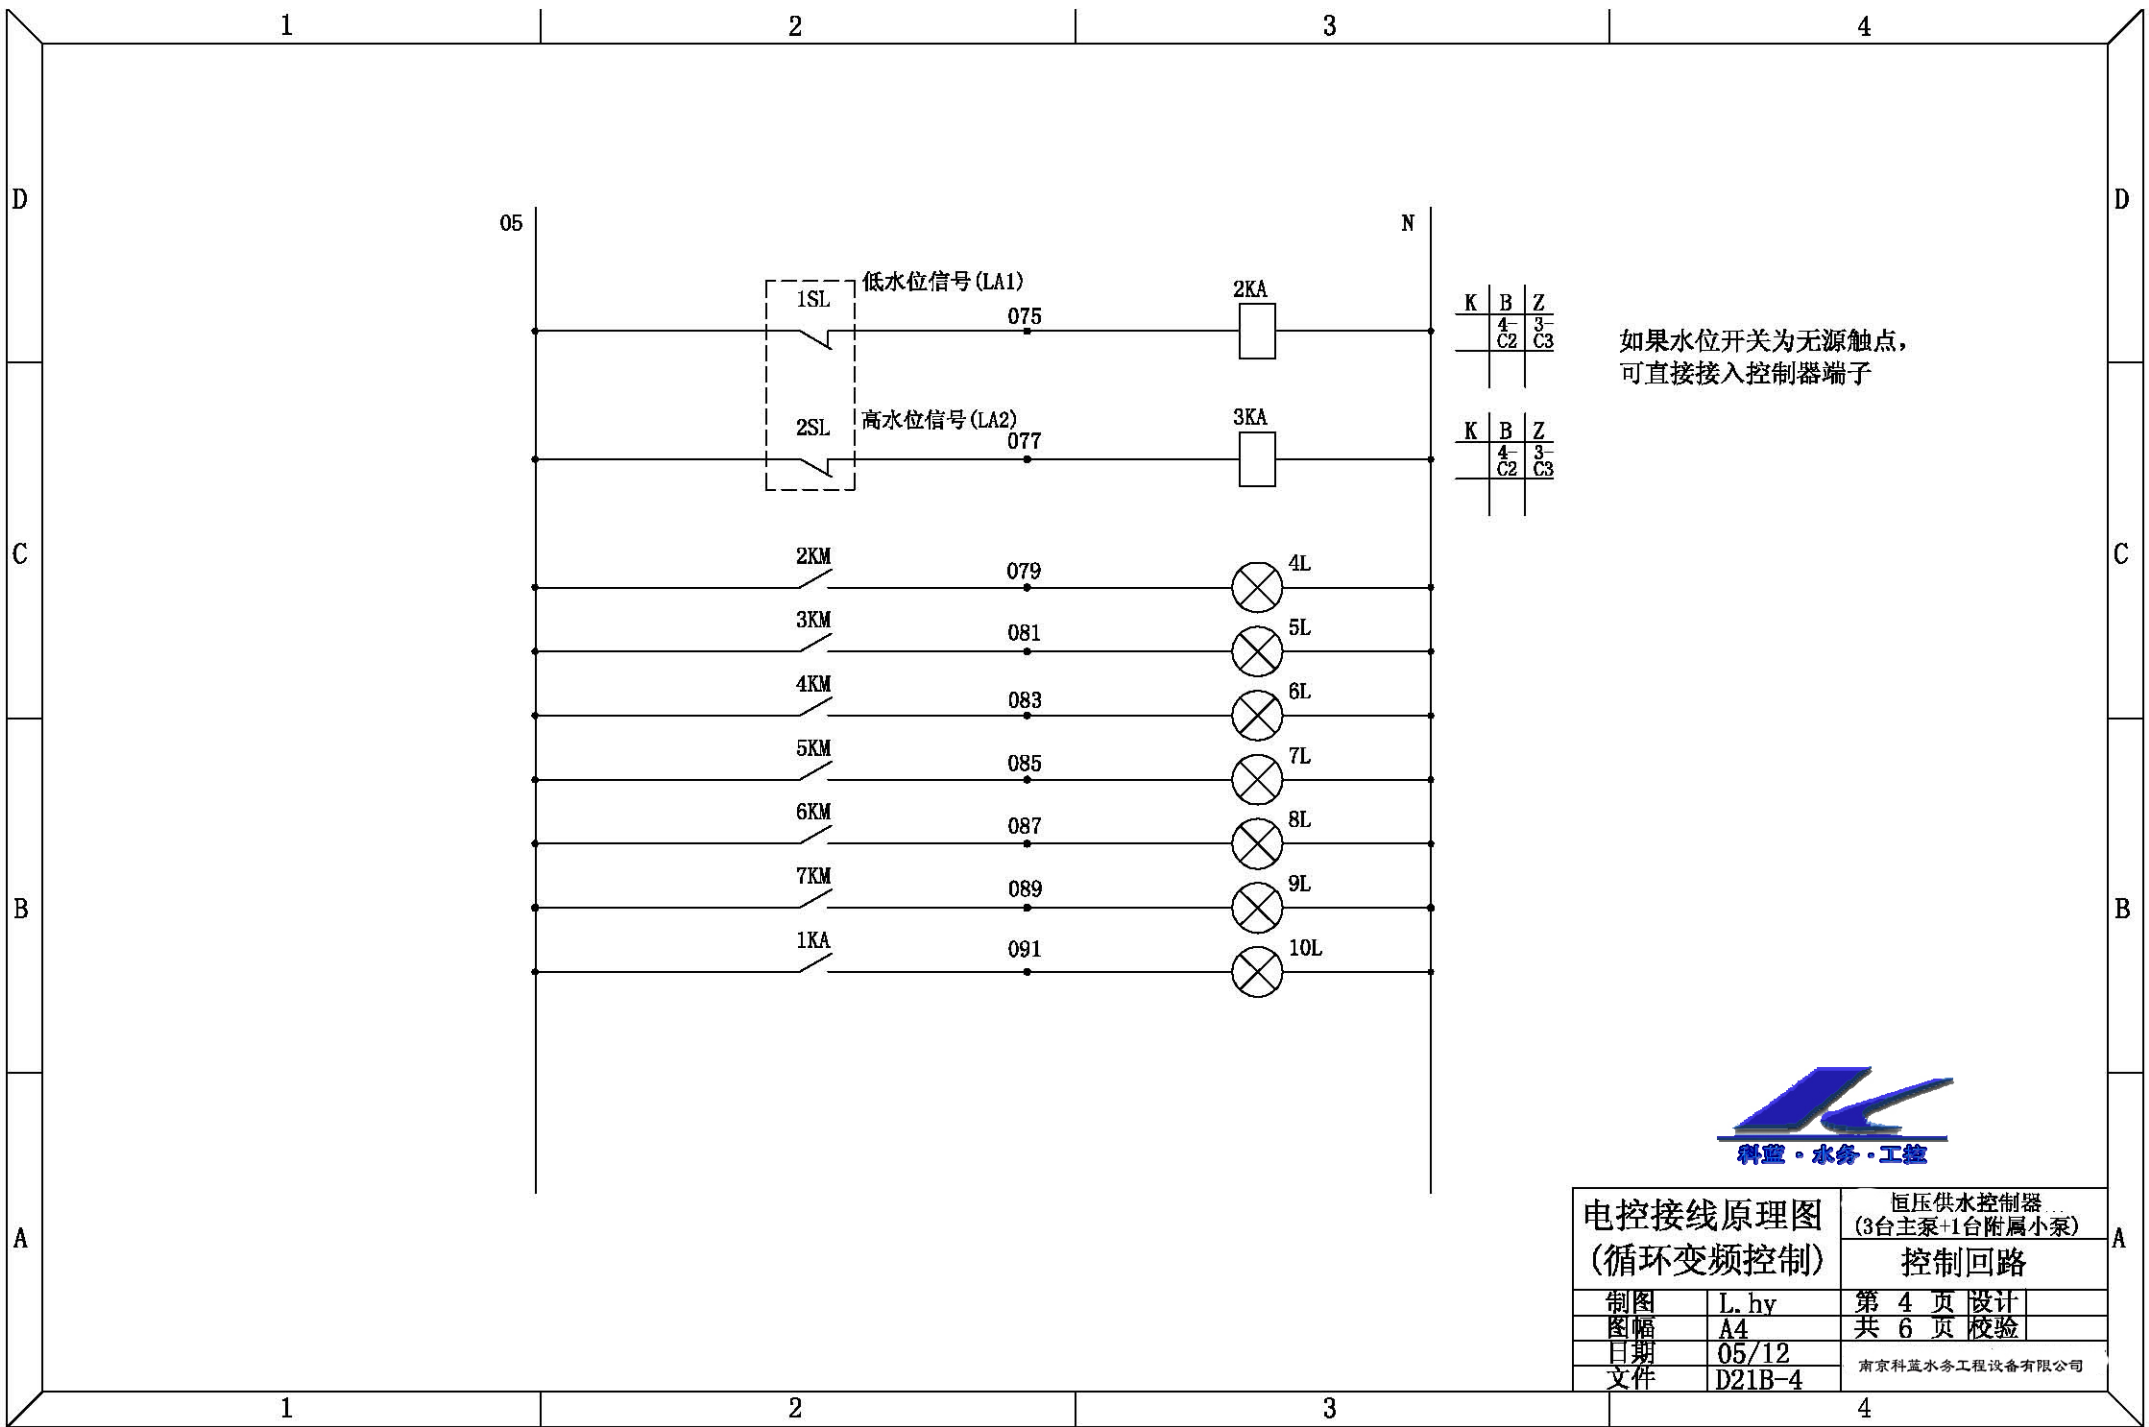 1 2 3 4
D D
05 N
低水位信号(LA1)
1SL 2KA
075
K B Z
4- 3-
C2 C3
如果水位开关为无源触点，
可直接接入控制器端子
高水位信号(LA2)
2SL 3KA
077
K B Z
4- 3-
C2 C3
C C
2KM 079 4L
3KM 081 5L
4KM 083 6L
5KM 085 7L
6KM 087 8L
7KM 089 9L
B B
1KA 091 10L
科蓝·水务·工控
A A
电控接线原理图
(循环变频控制)
恒压供水控制器
(3台主泵+1台附属小泵)
控制回路
制图 L.hy 第 4 页 设计
图幅 A4 共 6 页 校验
日期 05/12
文件 D21B-4
南京科蓝水务工程设备有限公司
1 2 3 4